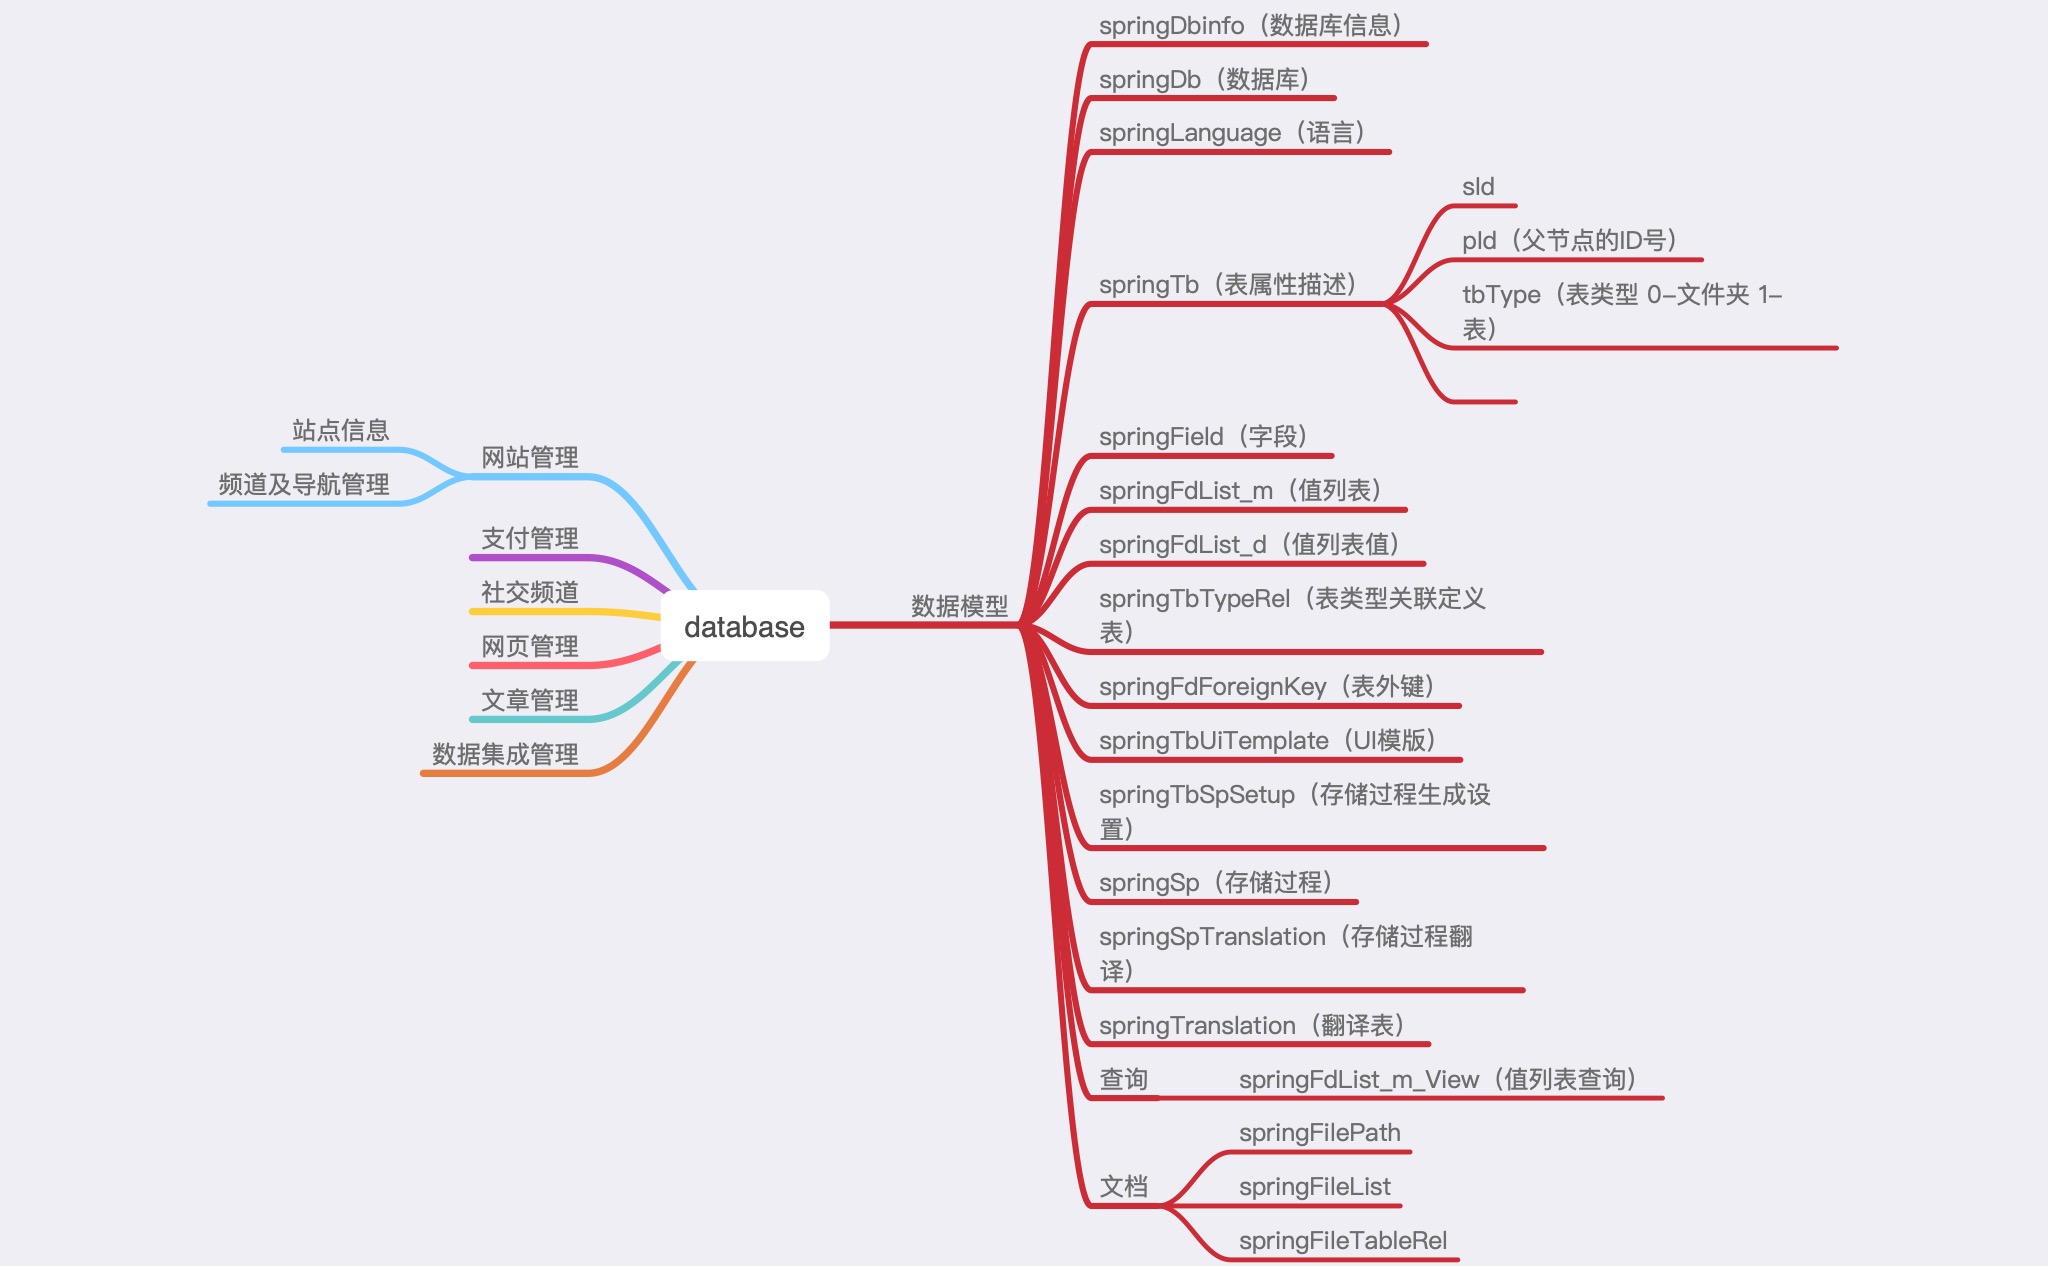 database
网站管理
站点信息
频道及导航管理
支付管理
社交频道
网页管理
文章管理
数据集成管理
数据模型
springDbinfo（数据库信息）
springDb（数据库）
springLanguage（语言）
springTb（表属性描述）
sId
pId（父节点的ID号）
tbType（表类型 0-文件夹 1-
表）
springField（字段）
springFdList_m（值列表）
springFdList_d（值列表值）
springTbTypeRel（表类型关联定义
表）
springFdForeignKey（表外键）
springTbUiTemplate（UI模版）
springTbSpSetup（存储过程生成设
置）
springSp（存储过程）
springSpTranslation（存储过程翻
译）
springTranslation（翻译表）
查询
springFdList_m_View（值列表查询）
文档
springFilePath
springFileList
springFileTableRel